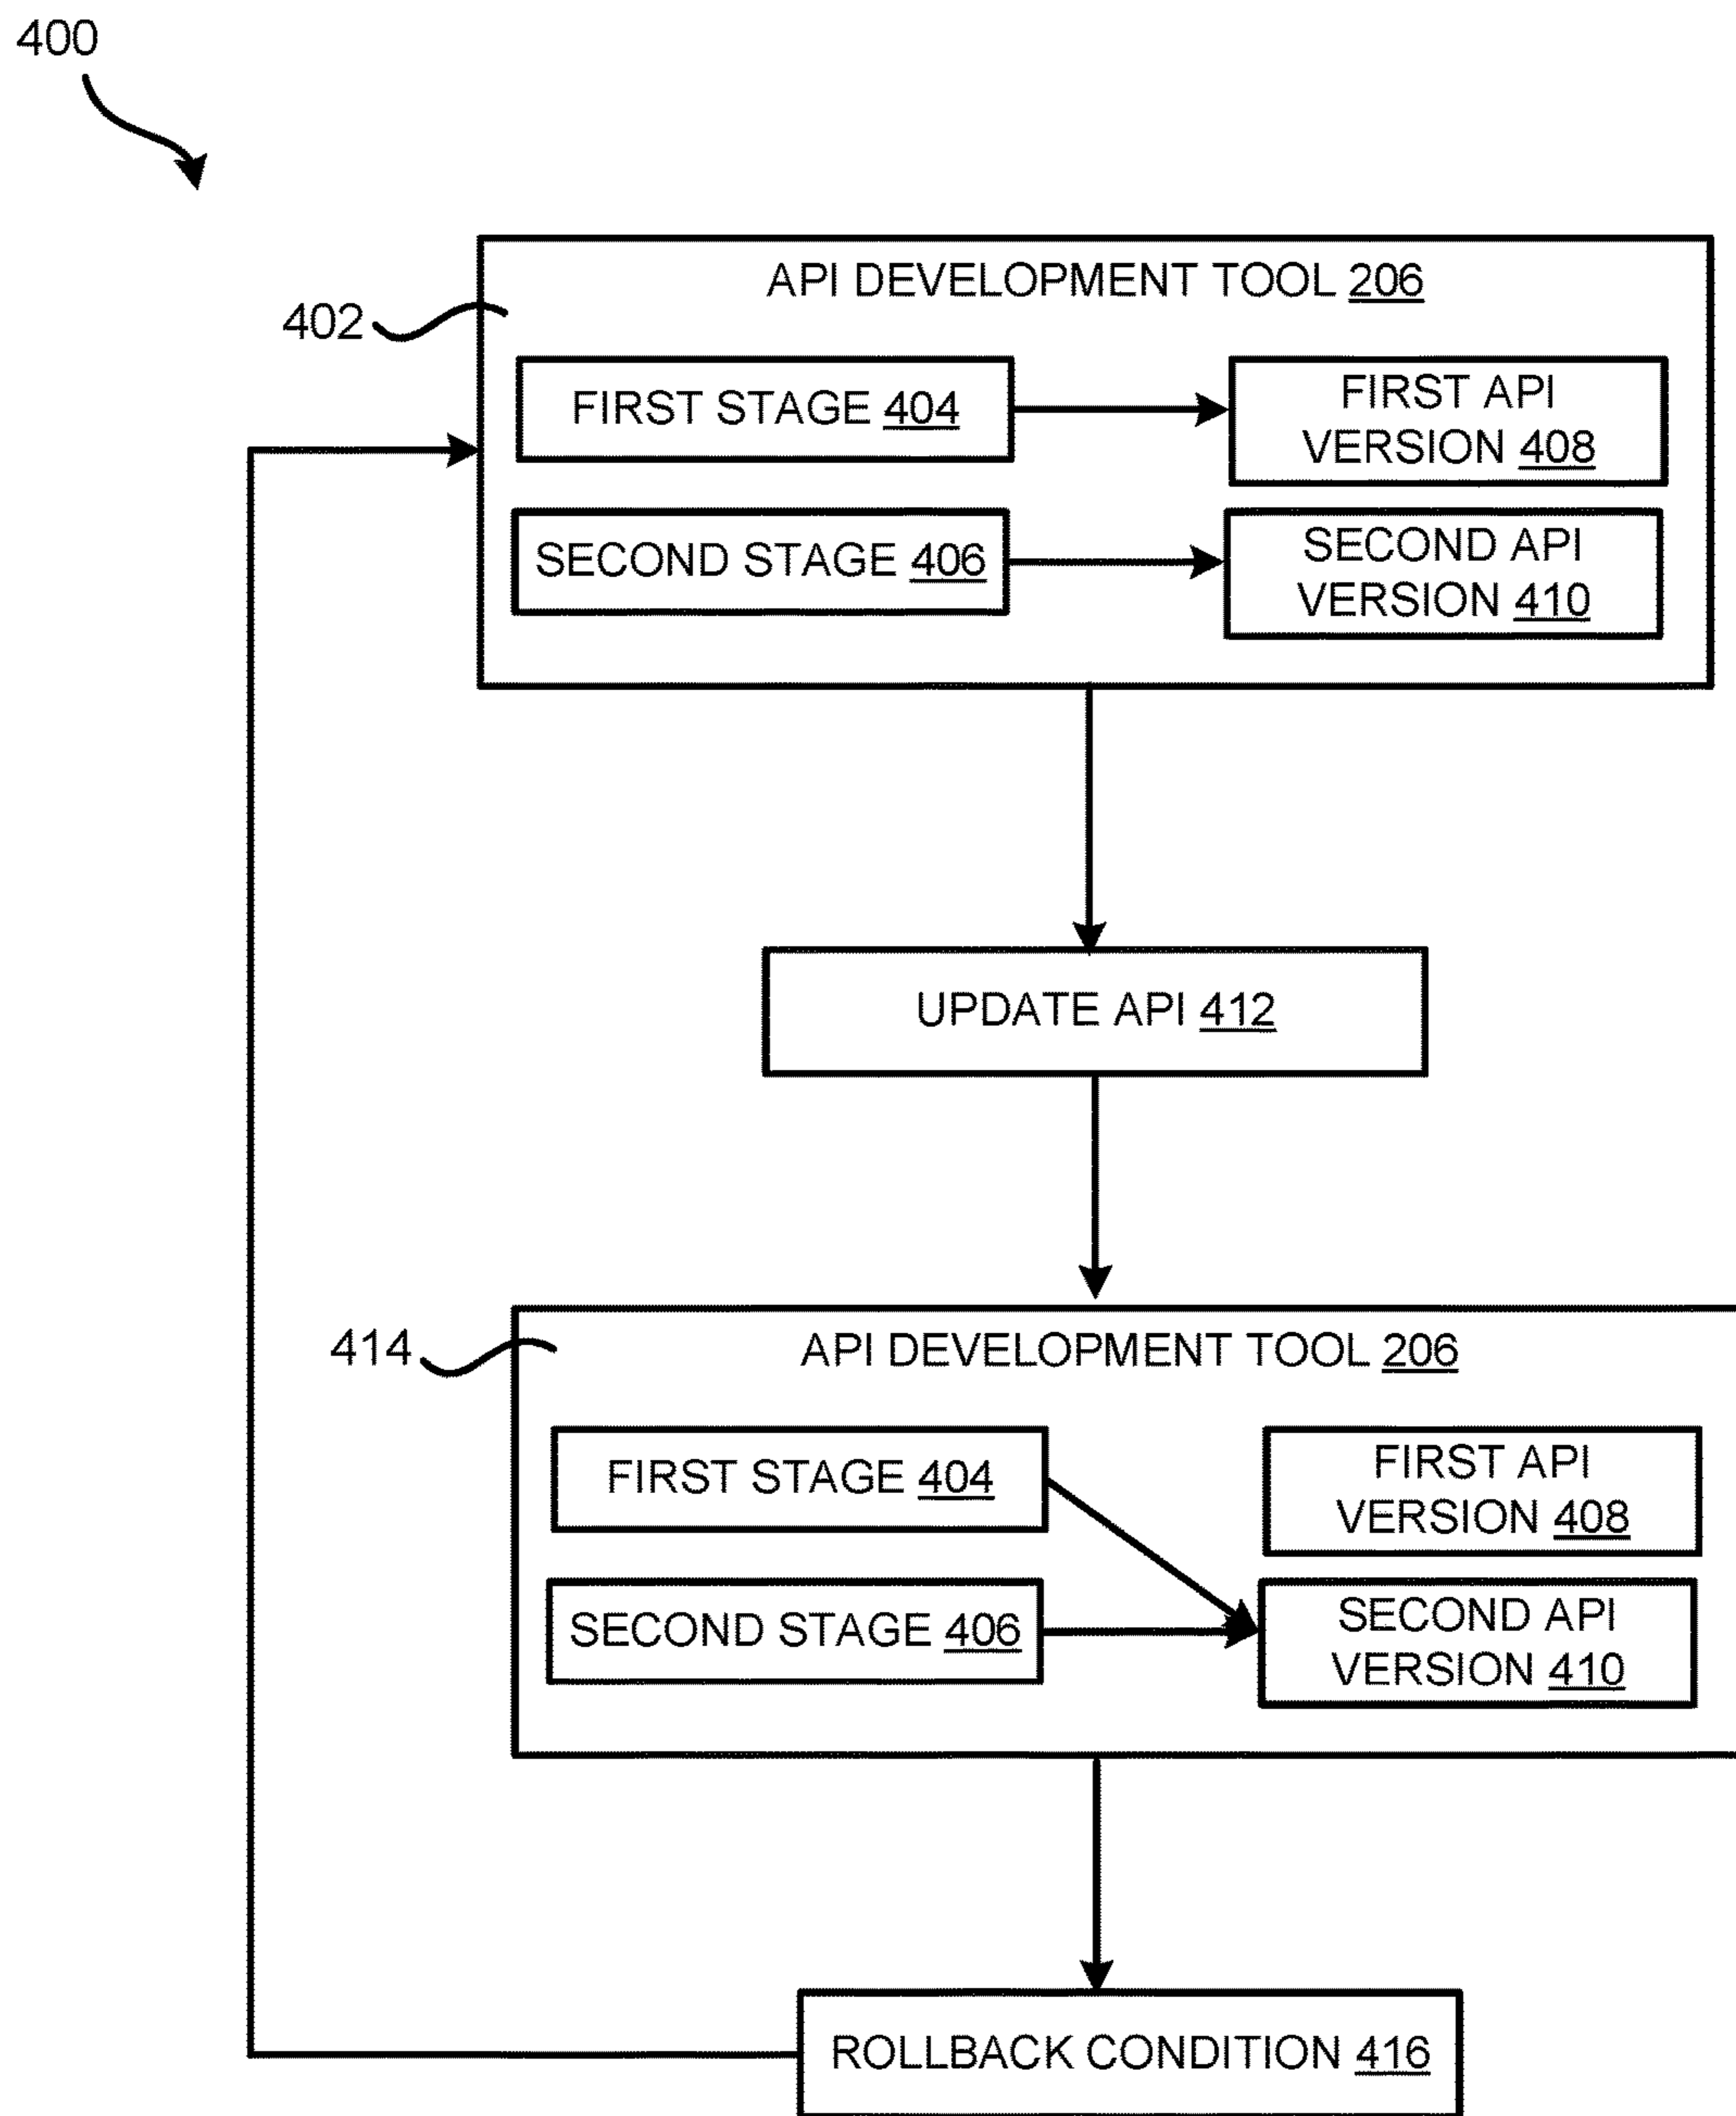 400
API DEVELOPMENT TOOL 206
402
FIRST STAGE 404
FIRST API
VERSION 408
SECOND STAGE 406
SECOND API
VERSION 410
UPDATE API 412
414
API DEVELOPMENT TOOL 206
FIRST STAGE 404
FIRST API
VERSION 408
SECOND STAGE 406
SECOND API
VERSION 410
ROLLBACK CONDITION 416